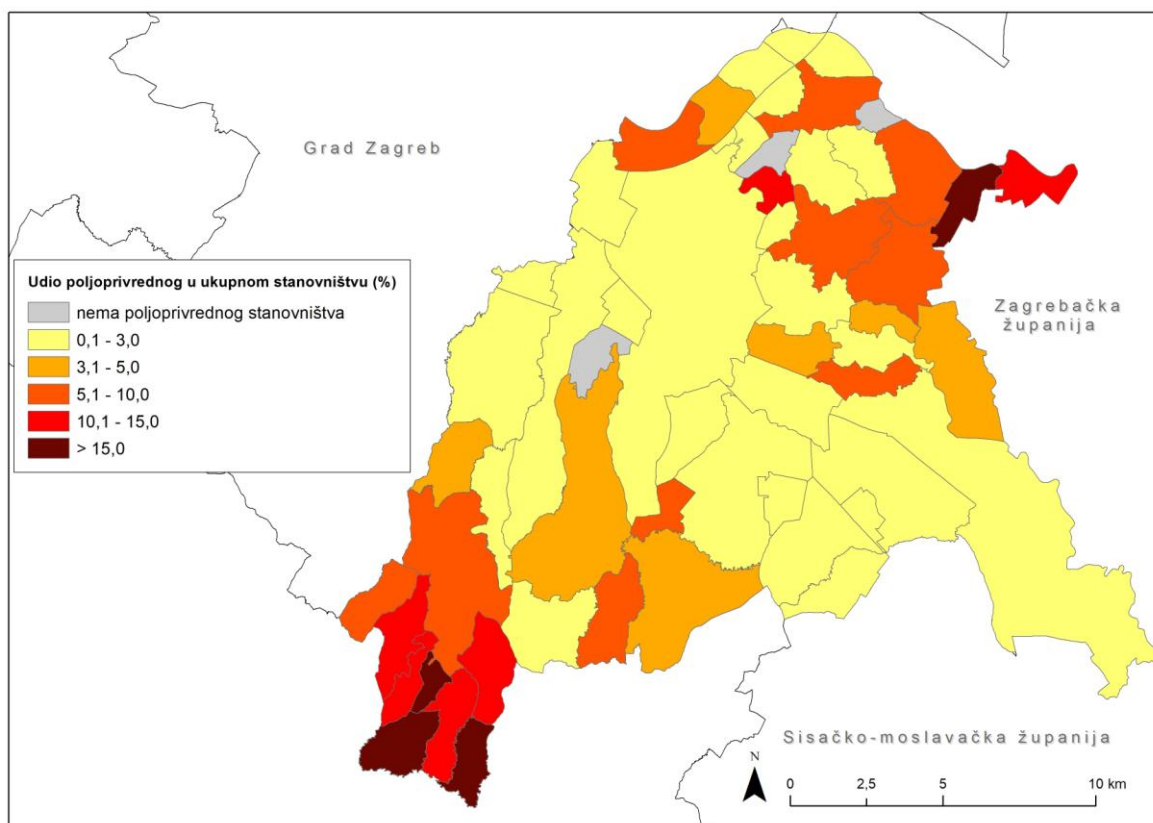 Grad Zagreb
Udio poljoprivrednog u ukupnom stanovništvu (%)
nema poljoprivrednog stanovništva
0,1 - 3,0
3,1 - 5,0
5,1 - 10,0
10,1 - 15,0
> 15,0
Zagrebačka
županija
Sisačko-moslavačka županija
N
0 2,5 5 10 km